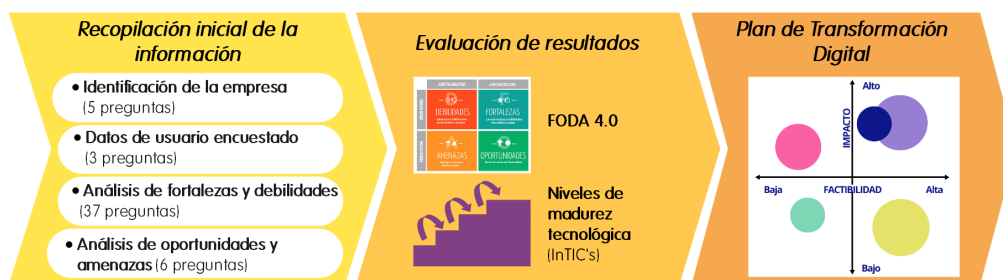 Recopilación inicial de la
información
• Identificación de la empresa
(5 preguntas)
• Datos de usuario encuestado
(3 preguntas)
• Análisis de fortalezas y debilidades
(37 preguntas)
• Análisis de oportunidades y
amenazas (6 preguntas)
Evaluación de resultados
DEBILIDADES
FORTALEZAS
AMENAZAS
OPORTUNIDADES
FODA 4.0
Niveles de
madurez
tecnológica
(InTIC's)
Plan de Transformación
Digital
Alto
IMPACTO
Baja
FACTIBILIDAD
Alta
Bajo